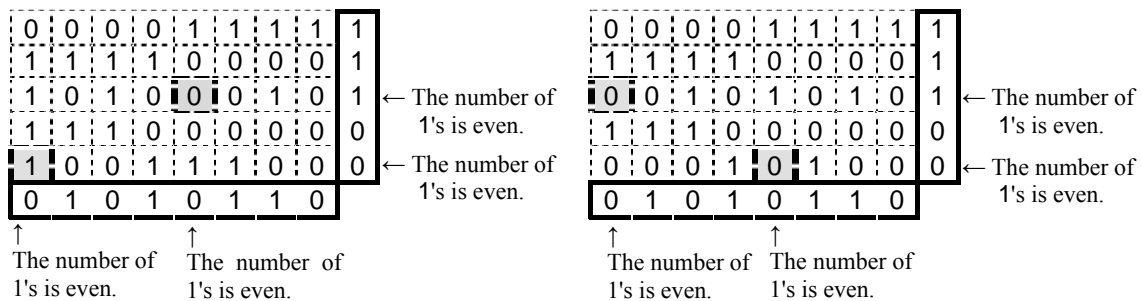 0 0 0 0 1 1 1 1 1
1 1 1 1 0 0 0 0 1
1 0 1 0 0 0 1 0 1
1 1 1 0 0 0 0 0 0
1 0 0 1 1 1 0 0 0
0 1 0 1 0 1 1 0
← The number of
1's is even.
← The number of
1's is even.
↑
The number of
1's is even.
↑
The number of
1's is even.
0 0 0 0 1 1 1 1 1
1 1 1 1 0 0 0 0 1
0 0 1 0 1 0 1 0 1
1 1 1 0 0 0 0 0 0
0 0 0 1 0 1 0 0 0
0 1 0 1 0 1 1 0
← The number of
1's is even.
← The number of
1's is even.
↑
The number of
1's is even.
↑
The number of
1's is even.